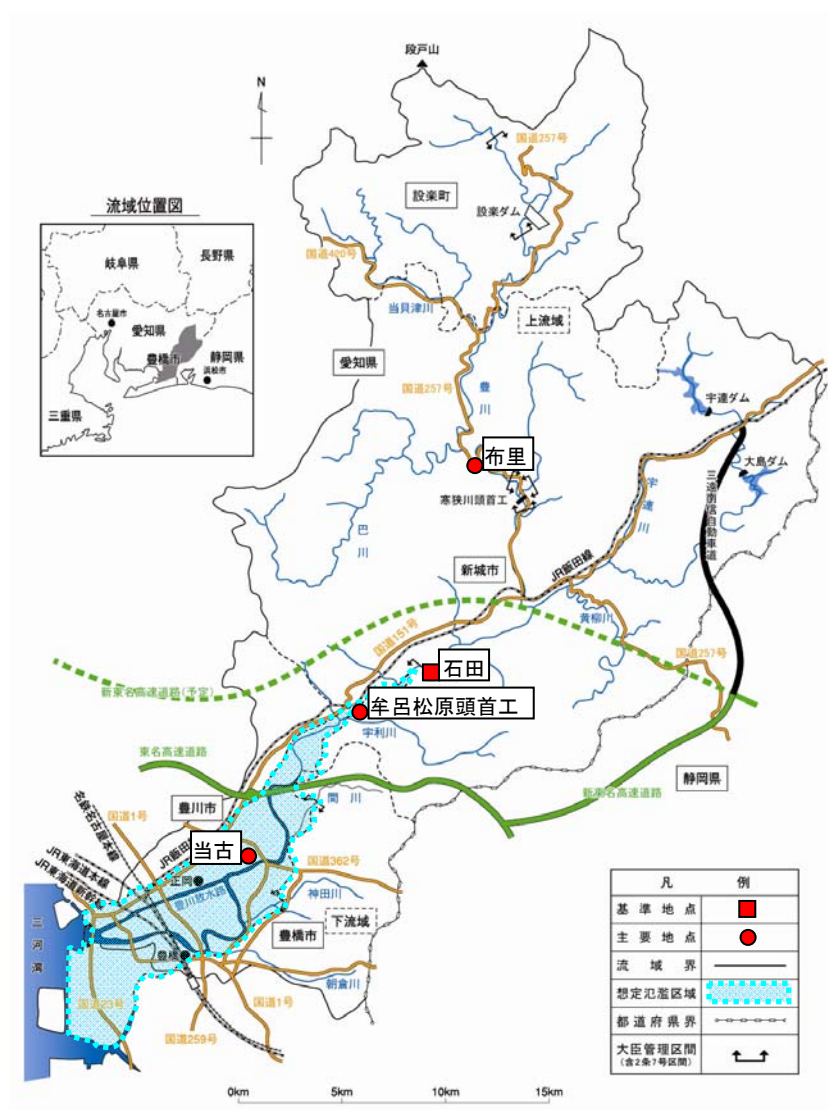 段戸山
N
国道257号
設楽町
設楽ダム
流域位置図
長野県
岐阜県
名古屋市
愛知県
豊橋市
静岡県
浜松市
三重県
国道420号
当貝津川
上流域
愛知県
国道257号
豊川
宇連ダム
大島ダム
布里
寒狭川頭首工
宇連川
三遠南信自動車道
巴川
新城市
JR飯田線
黄柳川
国道151号
国道257号
石田
新東名高速道路(予定)
牟呂松原頭首工
宇利川
東名高速道路
静岡県
新東名高速道路
間川
豊川市
名鉄名古屋本線
国道1号
JR飯田線
当古
JR東海道本線
JR東海道新幹線
国道362号
正岡
神田川
豊川放水路
下流域
三河湾
豊橋市
豊橋
朝倉川
国道23号
国道1号
国道259号
凡例
基準地点
主要地点
流域界
想定氾濫区域
都道府県界
大臣管理区間
(含2条7号区間)
0km 5km 10km 15km